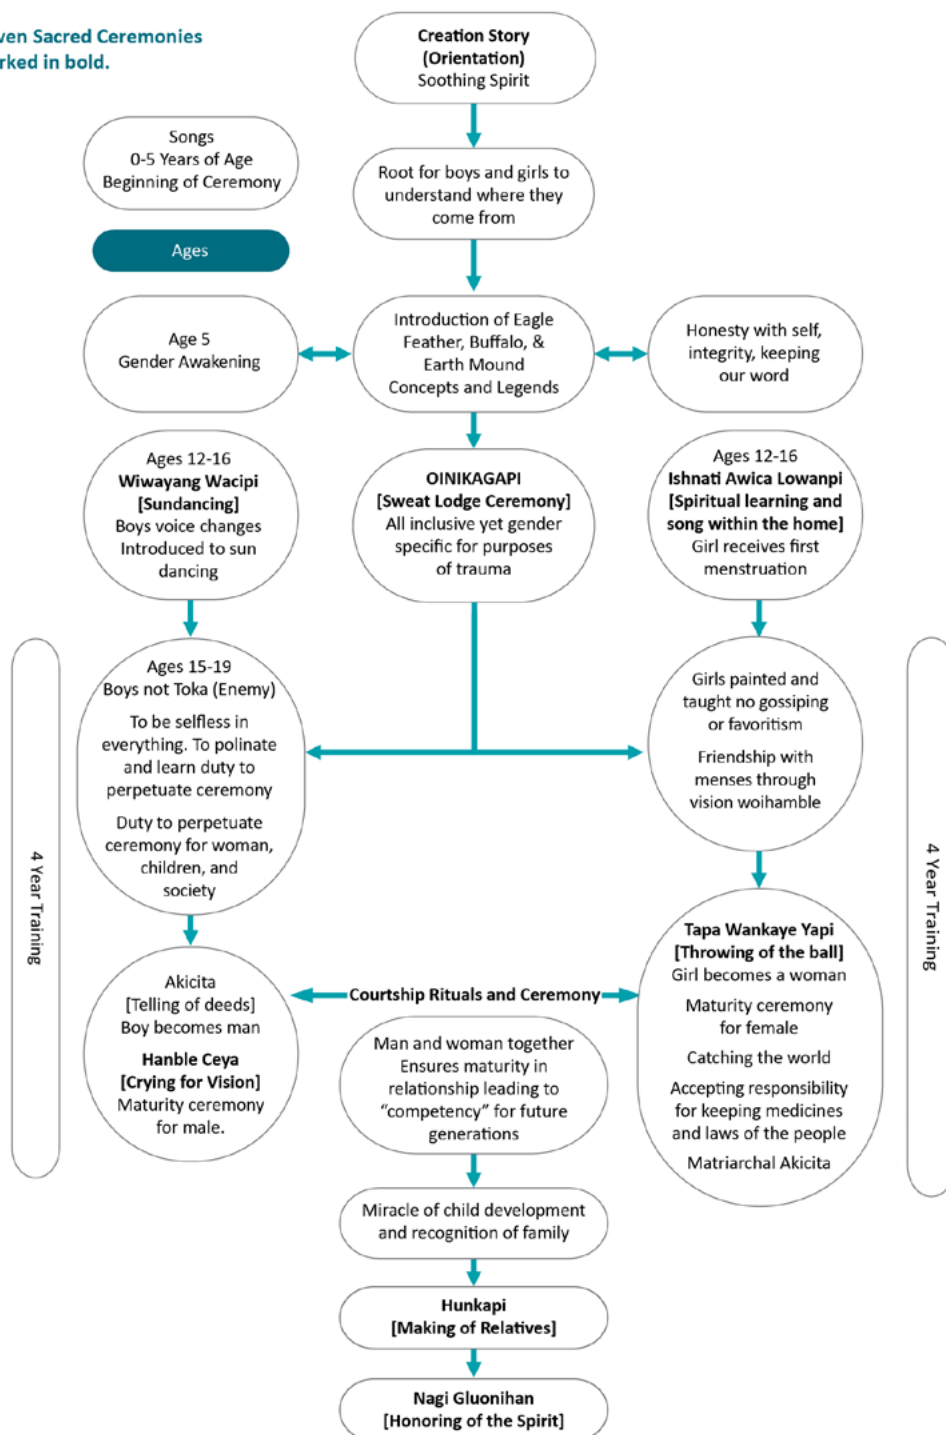 ven Sacred Ceremonies
rked in bold.
Creation Story
(Orientation)
Soothing Spirit
Songs
0-5 Years of Age
Beginning of Ceremony
Root for boys and girls to
understand where they
come from
Ages
Age 5
Gender Awakening
Introduction of Eagle
Feather, Buffalo, &
Earth Mound
Concepts and Legends
Honesty with self,
integrity, keeping
our word
Ages 12-16
Wiwayang Wacipi
[Sundancing]
Boys voice changes
Introduced to sun
dancing
OINIKAGAPI
[Sweat Lodge Ceremony]
All inclusive yet gender
specific for purposes
of trauma
Ages 12-16
Ishnati Awica Lowanpi
[Spiritual learning and
song within the home]
Girl receives first
menstruation
4 Year Training
Ages 15-19
Boys not Toka (Enemy)
To be selfless in
everything. To polinate
and learn duty to
perpetuate ceremony
Duty to perpetuate
ceremony for woman,
children, and
society
Girls painted and
taught no gossiping
or favoritism
Friendship with
menses through
vision woihamble
4 Year Training
Akicita
[Telling of deeds]
Boy becomes man
Hanble Ceya
[Crying for Vision]
Maturity ceremony
for male.
Courtship Rituals and Ceremony
Tapa Wankaye Yapi
[Throwing of the ball]
Girl becomes a woman
Maturity ceremony
for female
Catching the world
Accepting responsibility
for keeping medicines
and laws of the people
Matriarchal Akicita
Man and woman together
Ensures maturity in
relationship leading to
“competency” for future
generations
Miracle of child development
and recognition of family
Hunkapi
[Making of Relatives]
Nagi Gluonihan
[Honoring of the Spirit]